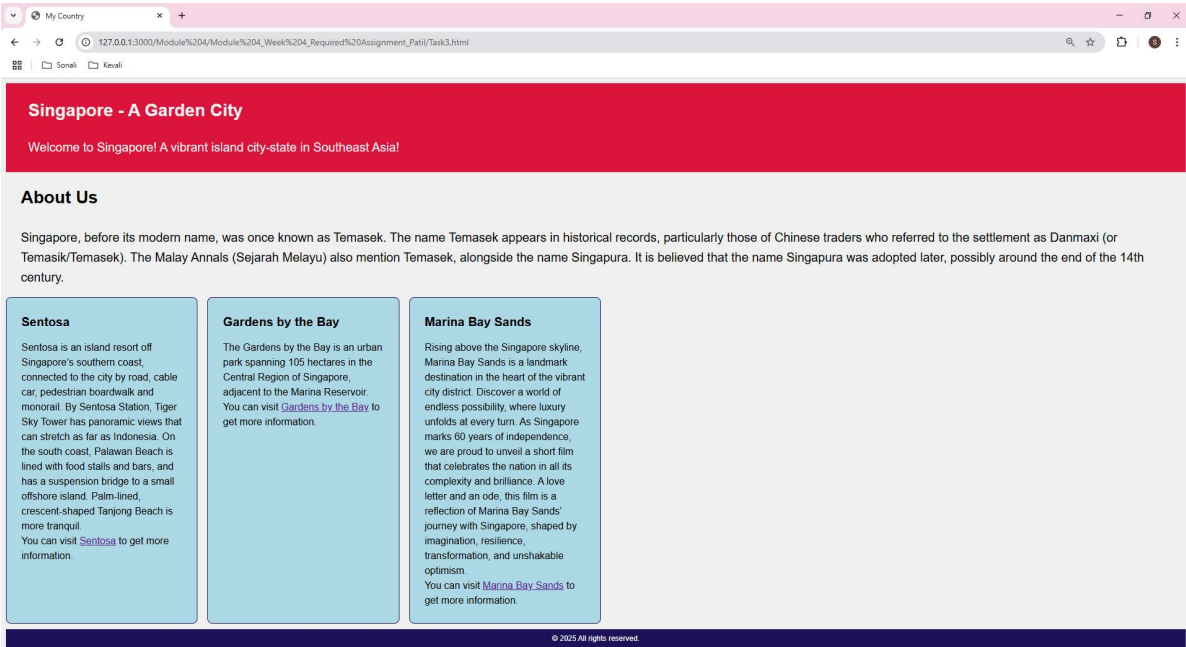 My Country
127.0.0.1:3000/Module%204/Module%204_Week%204_Required%20Assignment_Patil/Task3.html
S
Sonali
Kevali
Singapore - A Garden City
Welcome to Singapore! A vibrant island city-state in Southeast Asia!
About Us
Singapore, before its modern name, was once known as Temasek. The name Temasek appears in historical records, particularly those of Chinese traders who referred to the settlement as Danmaxi (or
Temasik/Temasek). The Malay Annals (Sejarah Melayu) also mention Temasek, alongside the name Singapura. It is believed that the name Singapura was adopted later, possibly around the end of the 14th
century.
Sentosa
Sentosa is an island resort off
Singapore's southern coast,
connected to the city by road, cable
car, pedestrian boardwalk and
monorail. By Sentosa Station, Tiger
Sky Tower has panoramic views that
can stretch as far as Indonesia. On
the south coast, Palawan Beach is
lined with food stalls and bars, and
has a suspension bridge to a small
offshore island. Palm-lined,
crescent-shaped Tanjong Beach is
more tranquil.
You can visit Sentosa to get more
information.
Gardens by the Bay
The Gardens by the Bay is an urban
park spanning 105 hectares in the
Central Region of Singapore,
adjacent to the Marina Reservoir.
You can visit Gardens by the Bay to
get more information.
Marina Bay Sands
Rising above the Singapore skyline,
Marina Bay Sands is a landmark
destination in the heart of the vibrant
city district. Discover a world of
endless possibility, where luxury
unfolds at every turn. As Singapore
marks 60 years of independence,
we are proud to unveil a short film
that celebrates the nation in all its
complexity and brilliance. A love
letter and an ode, this film is a
reflection of Marina Bay Sands'
journey with Singapore, shaped by
imagination, resilience,
transformation, and unshakable
optimism.
You can visit Marina Bay Sands to
get more information.
© 2025 All rights reserved.